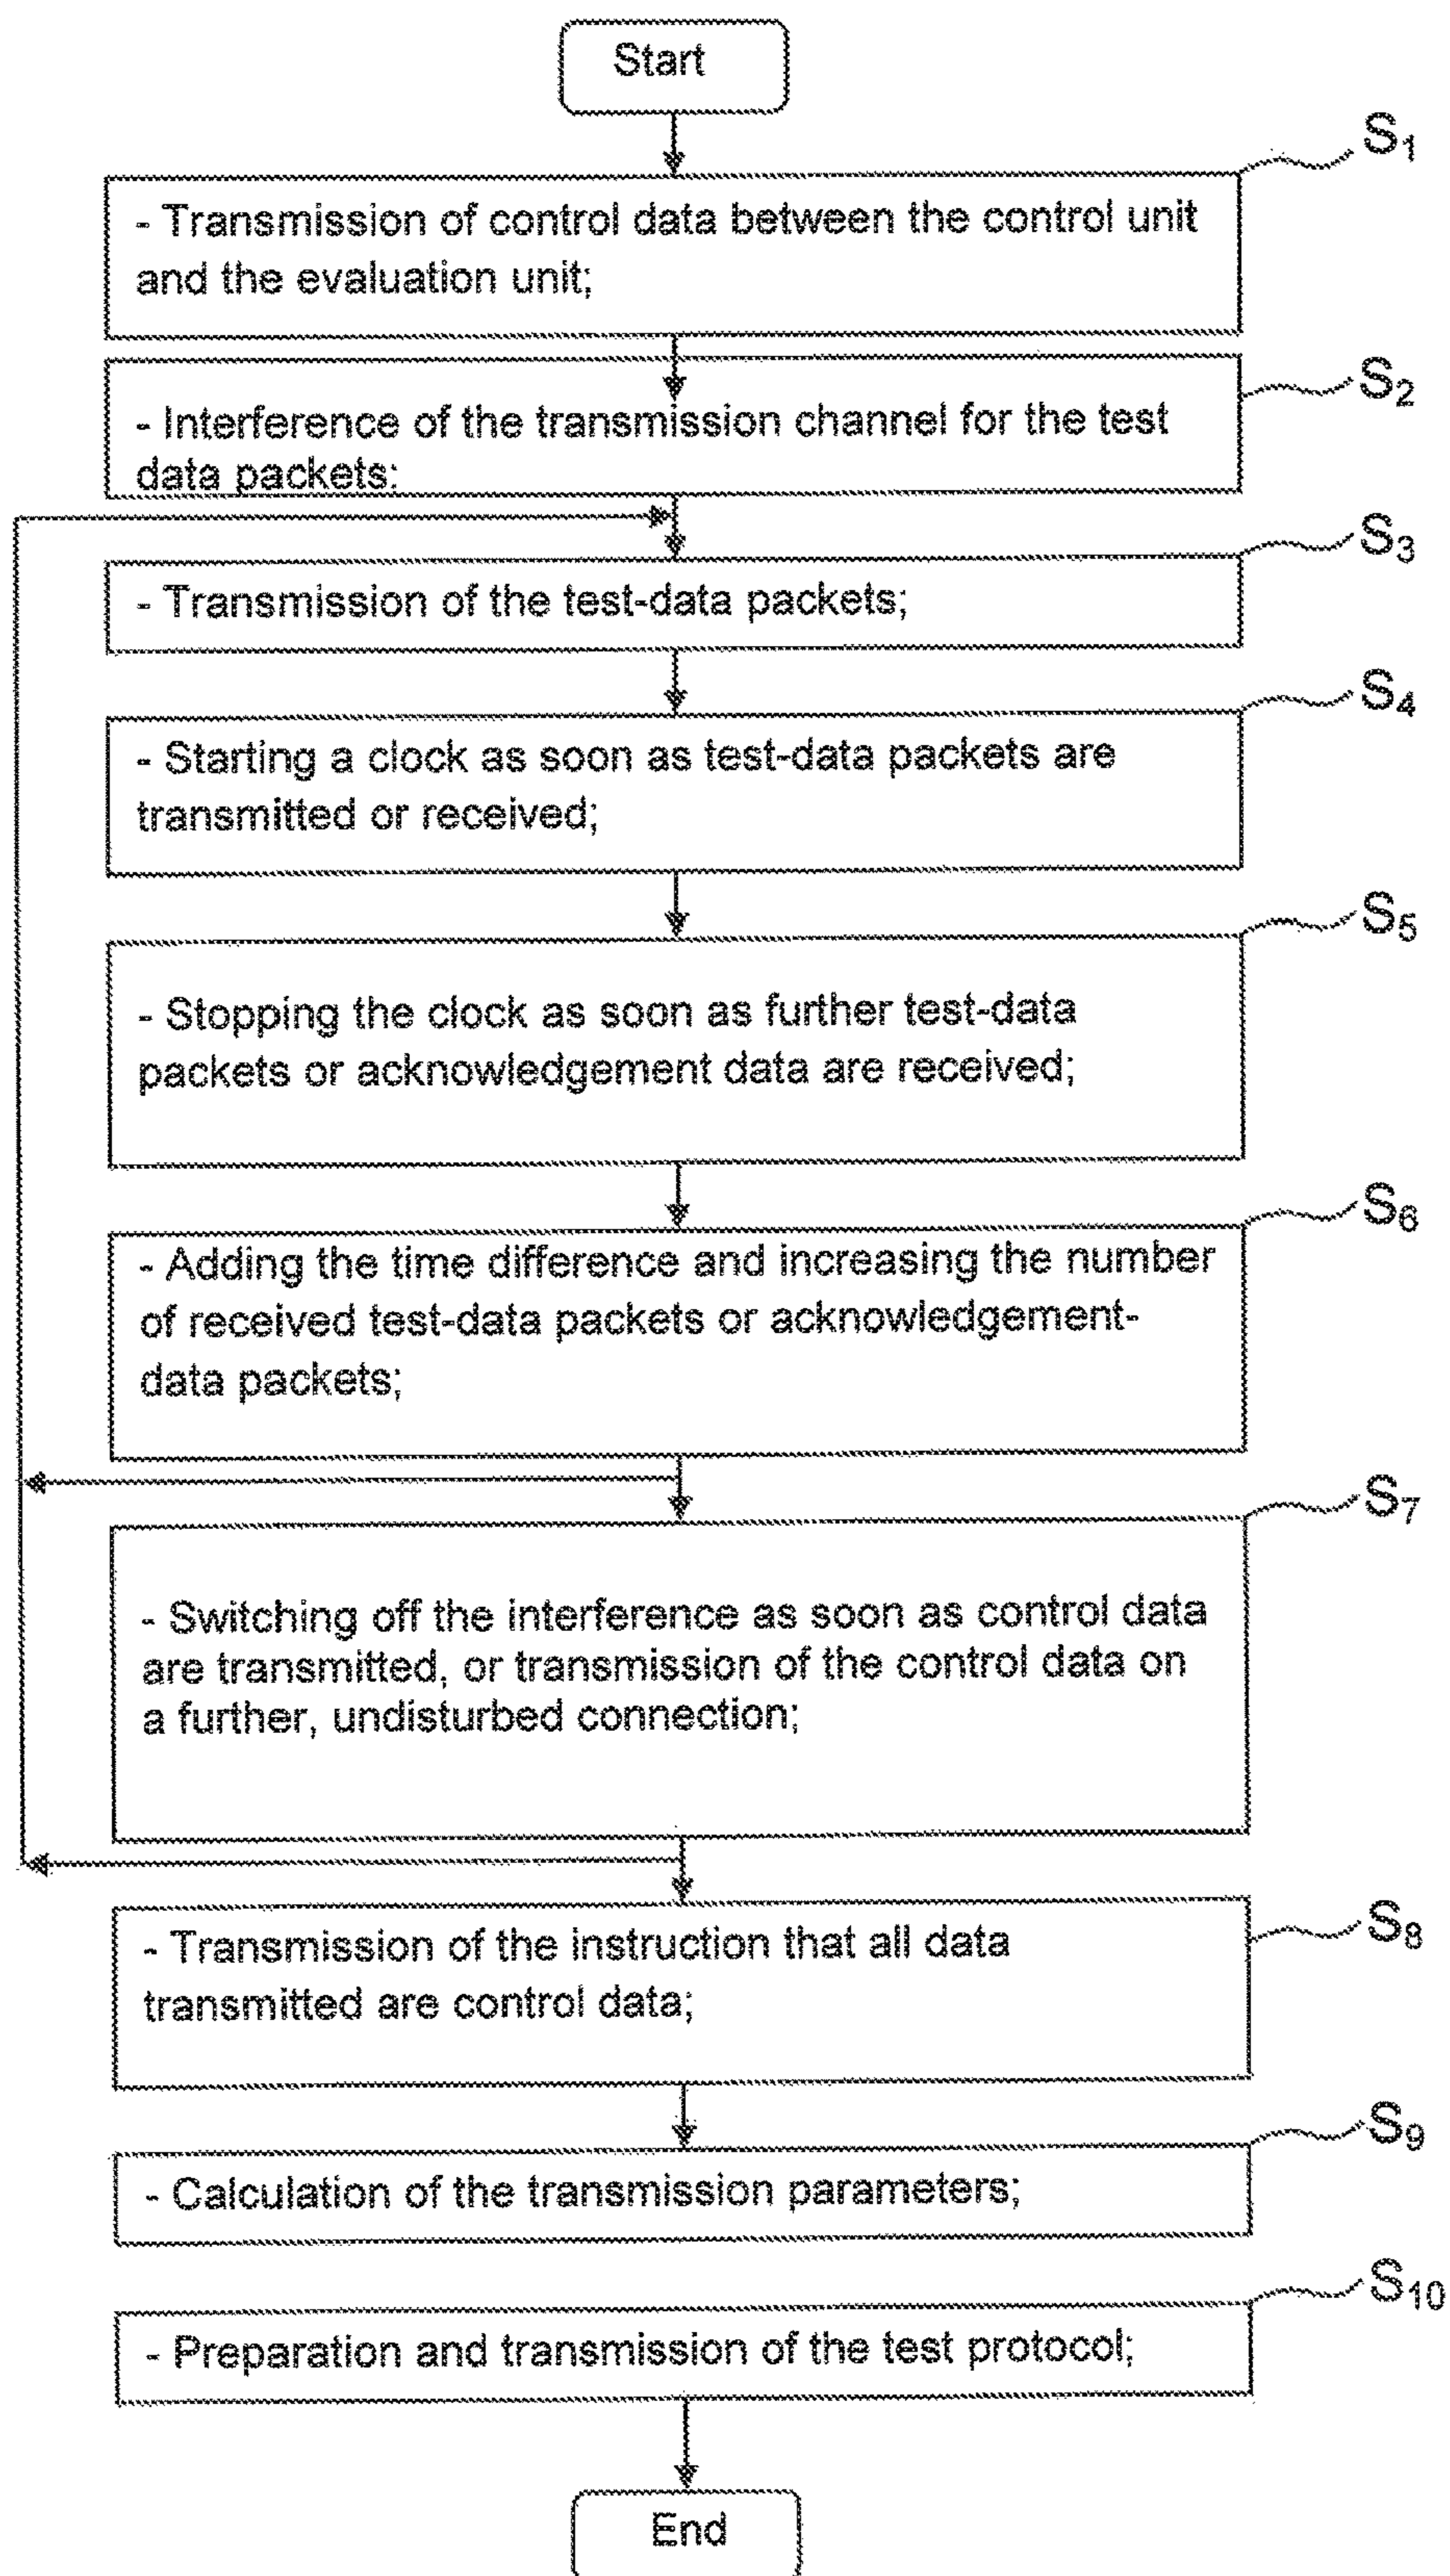 Start
S1
- Transmission of control data between the control unit
and the evaluation unit;
S2
- Interference of the transmission channel for the test
data packets:
S3
- Transmission of the test-data packets;
S4
- Starting a clock as soon as test-data packets are
transmitted or received;
S5
- Stopping the clock as soon as further test-data
packets or acknowledgement data are received;
S6
- Adding the time difference and increasing the number
of received test-data packets or acknowledgement-
data packets;
S7
- Switching off the interference as soon as control data
are transmitted, or transmission of the control data on
a further, undisturbed connection;
S8
- Transmission of the instruction that all data
transmitted are control data;
S9
- Calculation of the transmission parameters;
S10
- Preparation and transmission of the test protocol;
End